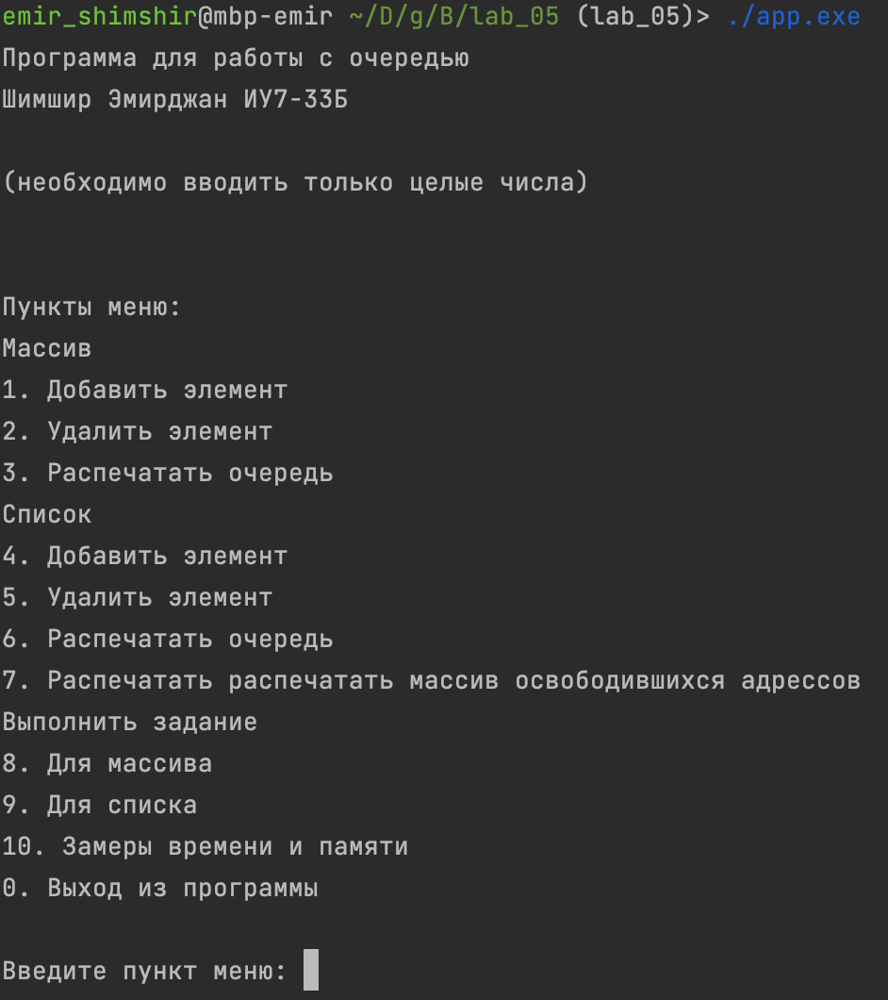 emir_shimshir@mbp-emir ~/D/g/B/lab_05 (lab_05)> ./app.exe
Программа для работы с очередью
Шимшир Эмирджан ИУ7-33Б
(необходимо вводить только целые числа)
Пункты меню:
Массив
1. Добавить элемент
2. Удалить элемент
3. Распечатать очередь
Список
4. Добавить элемент
5. Удалить элемент
6. Распечатать очередь
7. Распечатать распечатать массив освободившихся адрессов
Выполнить задание
8. Для массива
9. Для списка
10. Замеры времени и памяти
0. Выход из программы
Введите пункт меню: